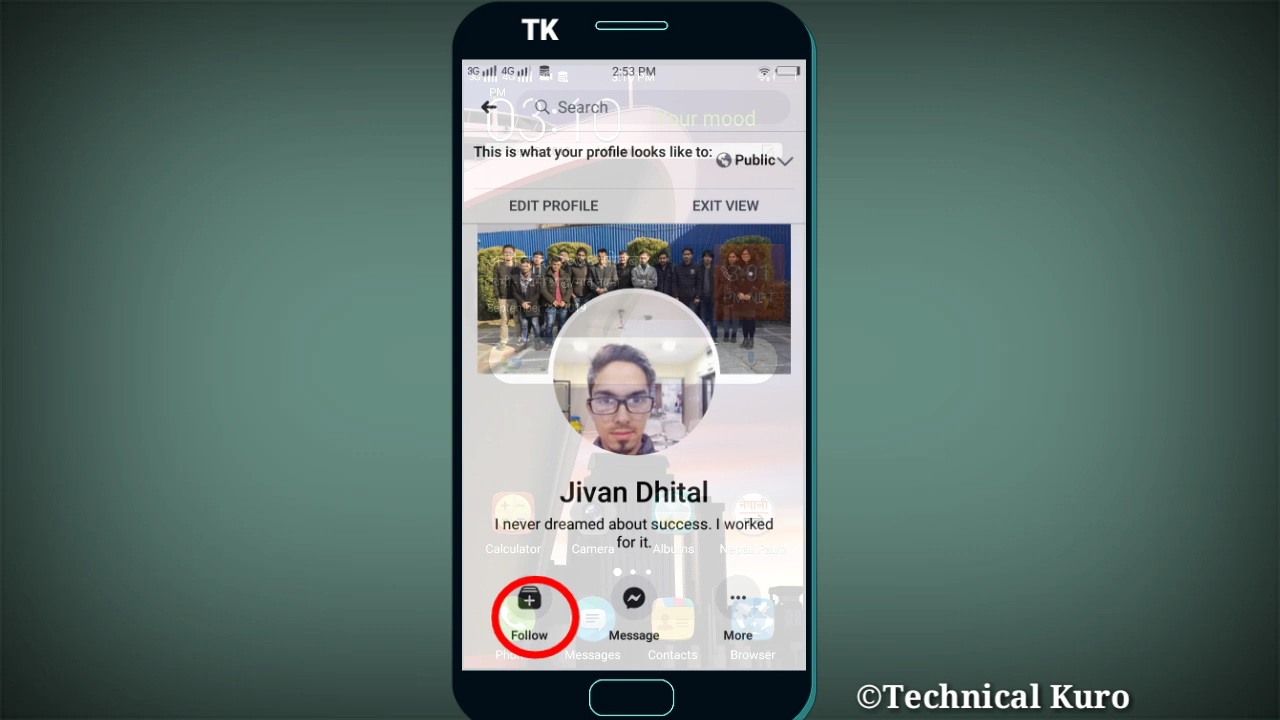 TK
3G 4G 2:53 PM
PM
03:10 Your mood
Search
This is what your profile looks like to: Public
EDIT PROFILE EXIT VIEW
Jivan Dhital
I never dreamed about success. I worked
for it.
Calculator Camera Albums
नेपाली
Follow Message More
Messages Contacts Browser
©Technical Kuro